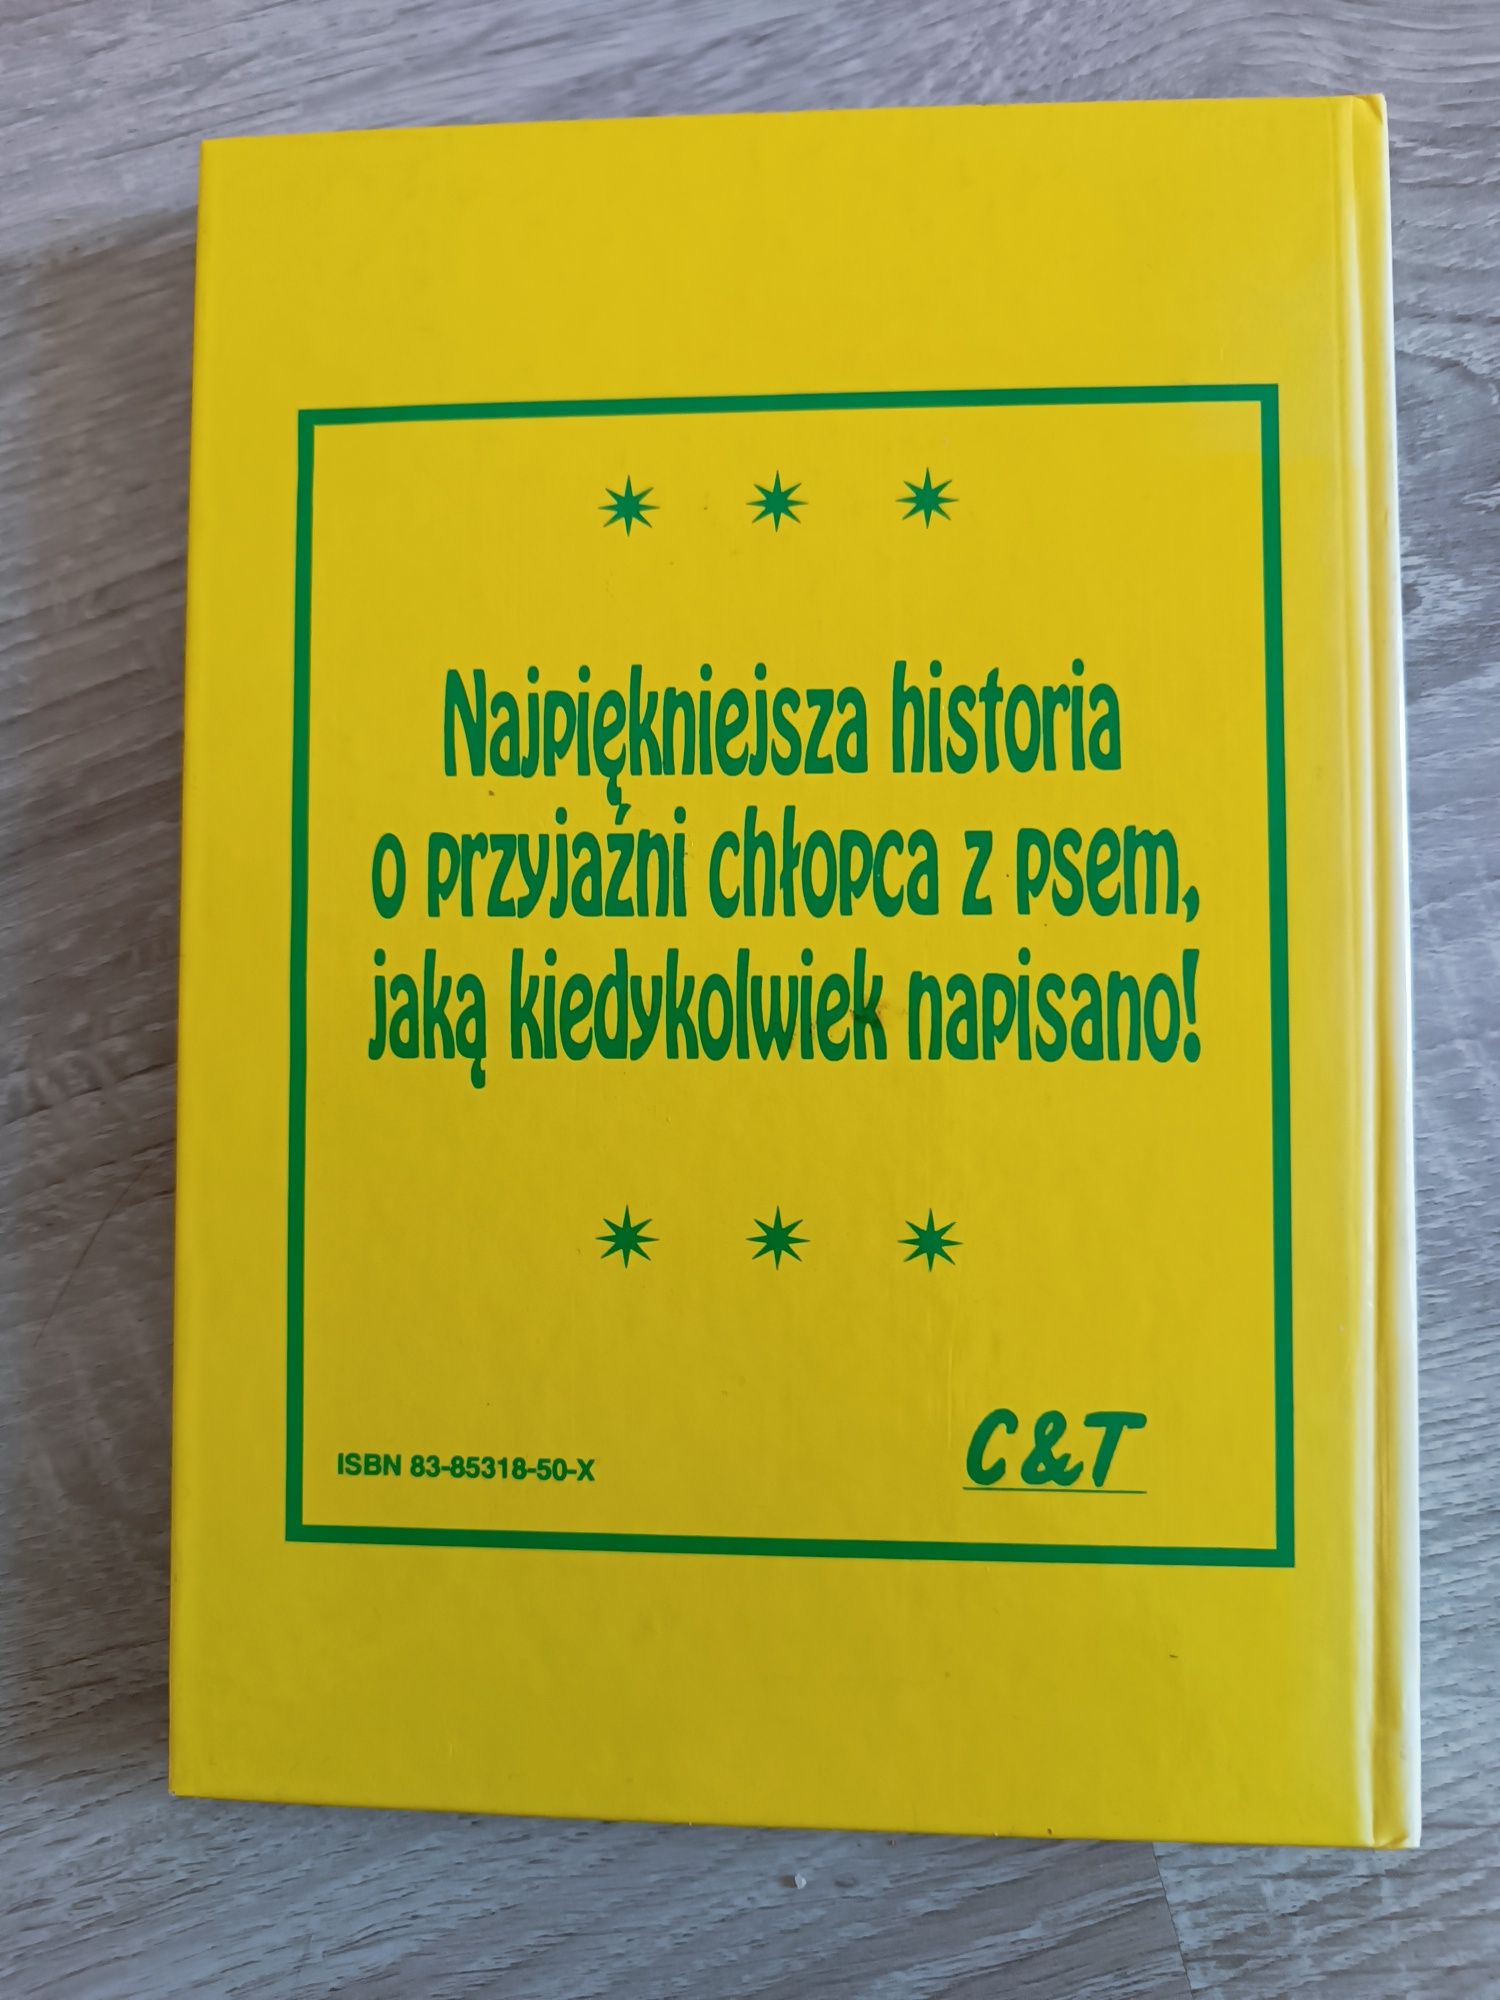 Najpiękniejsza historia
o przyjaźni chłopca z psem,
jaką kiedykolwiek napisano!
ISBN 83-85318-50-X
C&T